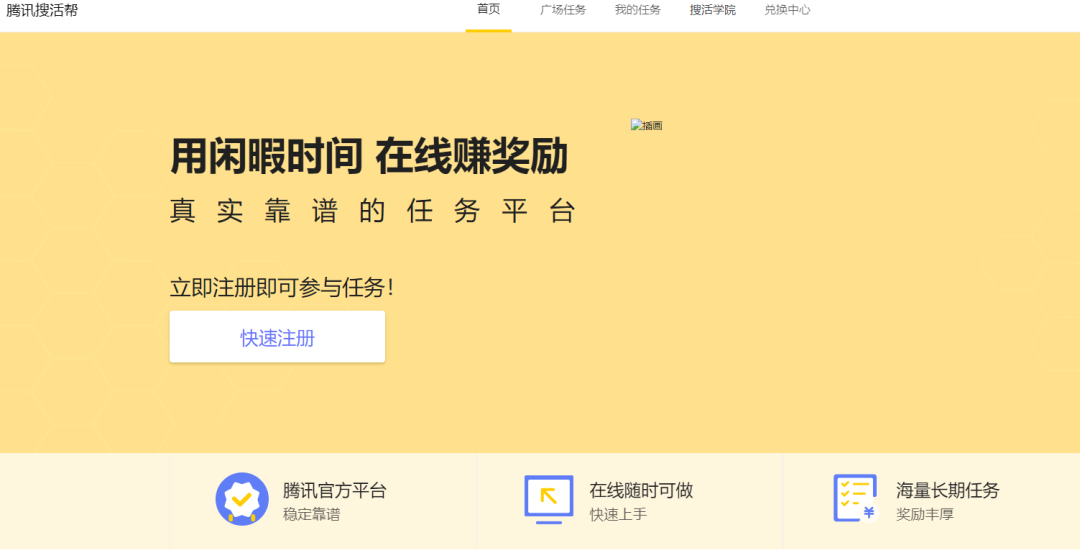 腾讯搜活帮
首页 广场任务 我的任务 搜活学院 兑换中心
插画
用闲暇时间 在线赚奖励
真实靠谱的任务平台
立即注册即可参与任务！
快速注册
腾讯官方平台 在线随时可做 海量长期任务
稳定靠谱 快速上手 奖励丰厚
¥